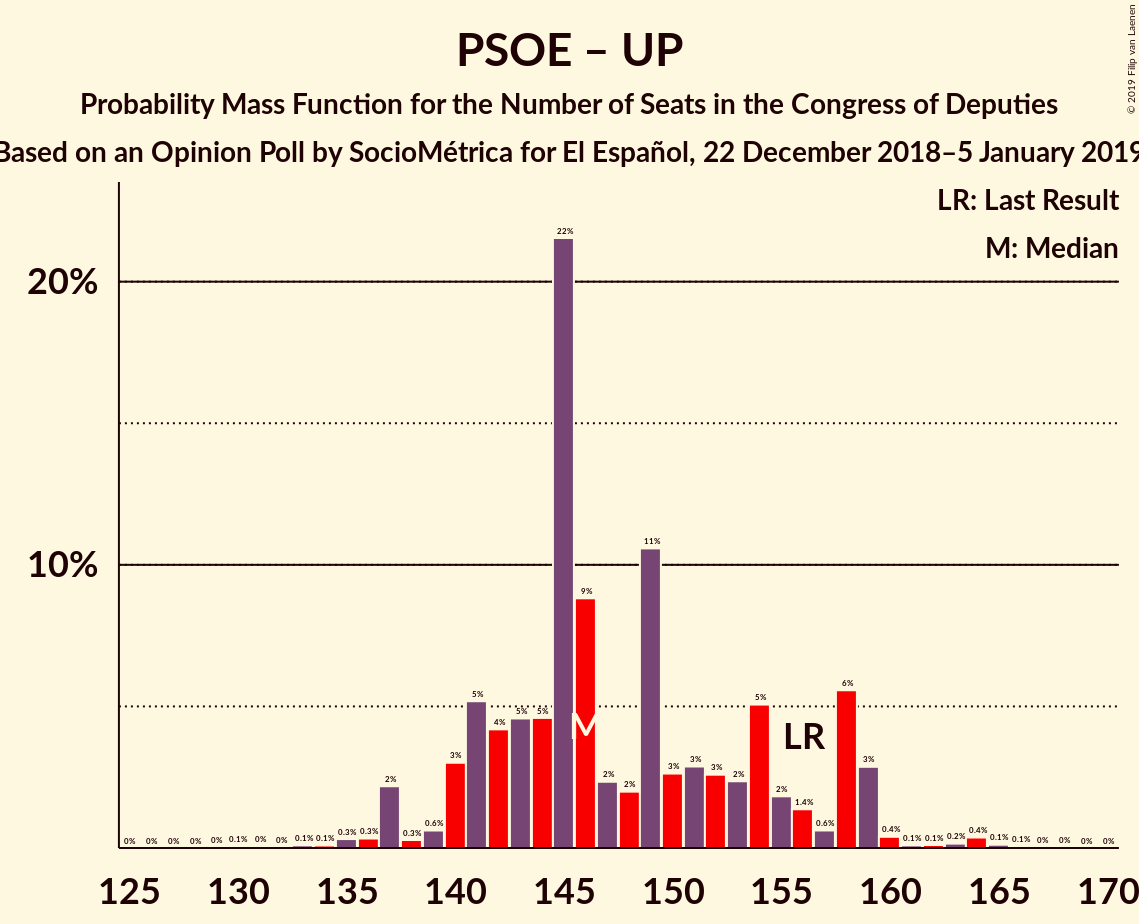 PSOE – UP
Probability Mass Function for the Number of Seats in the Congress of Deputies
Based on an Opinion Poll by SocioMétrica for El Español, 22 December 2018–5 January 2019
© 2019 Filip van Laenen
LR: Last Result
M: Median
20%
10%
0% 0% 0% 0% 0% 0.1% 0% 0% 0.1% 0.1% 0.3% 0.3% 2% 0.3% 0.6% 3% 5% 4% 5% 5% 22% 9% 2% 2% 11% 3% 3% 3% 2% 5% 2% 1.4% 0.6% 6% 3% 0.4% 0.1% 0.1% 0.2% 0.4% 0.1% 0.1% 0% 0% 0% 0%
M
LR
125 130 135 140 145 150 155 160 165 170